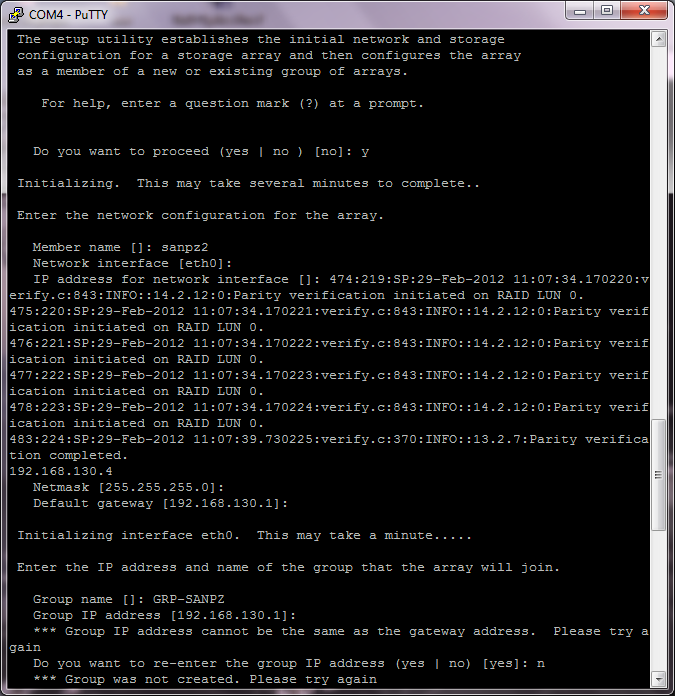 COM4 - PuTTY
The setup utility establishes the initial network and storage
configuration for a storage array and then configures the array
as a member of a new or existing group of arrays.
For help, enter a question mark (?) at a prompt.
Do you want to proceed (yes | no ) [no]: y
Initializing.  This may take several minutes to complete..
Enter the network configuration for the array.
Member name []: sanpz2
Network interface [eth0]:
IP address for network interface []: 474:219:SP:29-Feb-2012 11:07:34.170220:v
erify.c:843:INFO::14.2.12:0:Parity verification initiated on RAID LUN 0.
475:220:SP:29-Feb-2012 11:07:34.170221:verify.c:843:INFO::14.2.12:0:Parity verif
ication initiated on RAID LUN 0.
476:221:SP:29-Feb-2012 11:07:34.170222:verify.c:843:INFO::14.2.12:0:Parity verif
ication initiated on RAID LUN 0.
477:222:SP:29-Feb-2012 11:07:34.170223:verify.c:843:INFO::14.2.12:0:Parity verif
ication initiated on RAID LUN 0.
478:223:SP:29-Feb-2012 11:07:34.170224:verify.c:843:INFO::14.2.12:0:Parity verif
ication initiated on RAID LUN 0.
483:224:SP:29-Feb-2012 11:07:39.730225:verify.c:370:INFO::13.2.7:Parity verifica
tion completed.
192.168.130.4
Netmask [255.255.255.0]:
Default gateway [192.168.130.1]:
Initializing interface eth0.  This may take a minute.....
Enter the IP address and name of the group that the array will join.
Group name []: GRP-SANPZ
Group IP address [192.168.130.1]:
*** Group IP address cannot be the same as the gateway address.  Please try a
gain
Do you want to re-enter the group IP address (yes | no) [yes]: n
*** Group was not created. Please try again